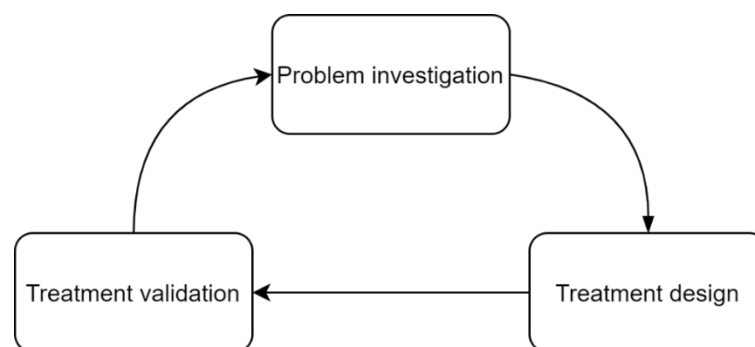 Problem investigation
Treatment validation
Treatment design